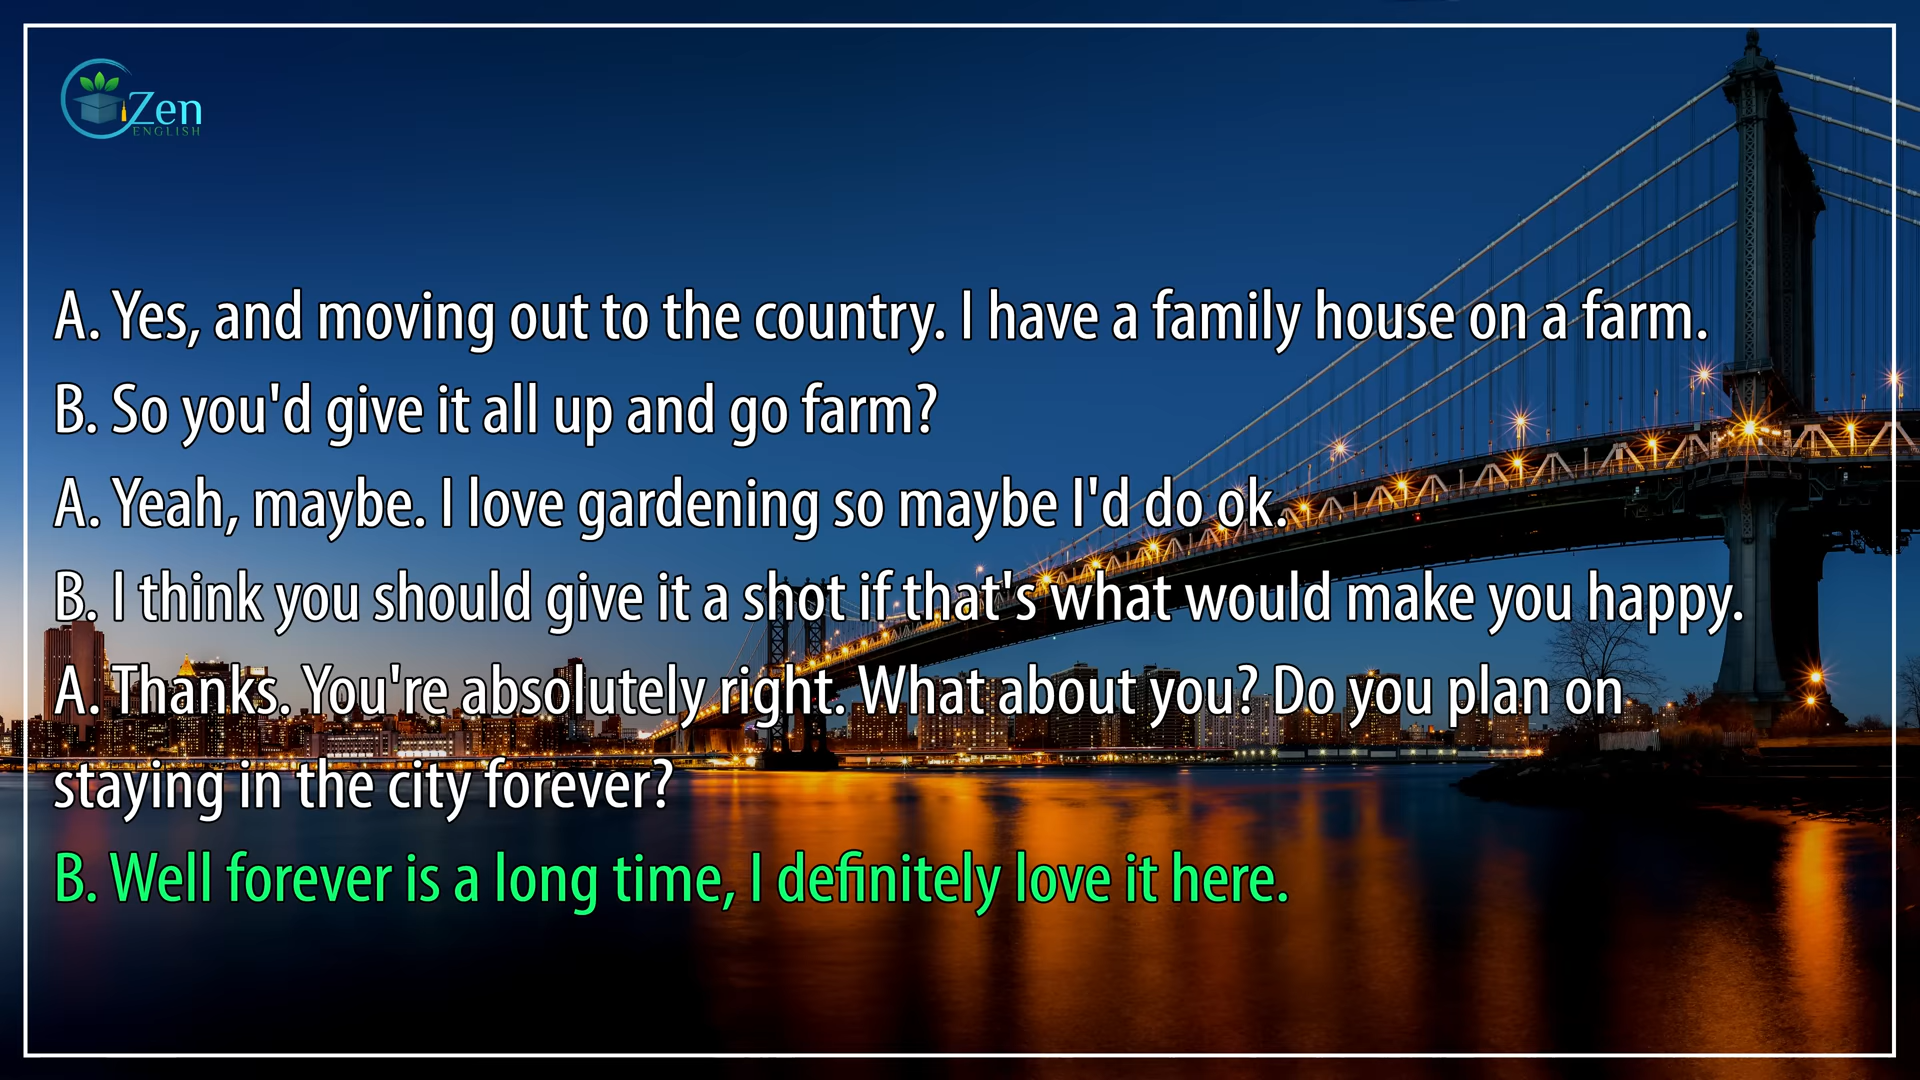 Zen
ENGLISH
A. Yes, and moving out to the country. I have a family house on a farm.
B. So you'd give it all up and go farm?
A. Yeah, maybe. I love gardening so maybe I'd do ok.
B. I think you should give it a shot if that's what would make you happy.
A. Thanks. You're absolutely right. What about you? Do you plan on
staying in the city forever?
B. Well forever is a long time, I definitely love it here.